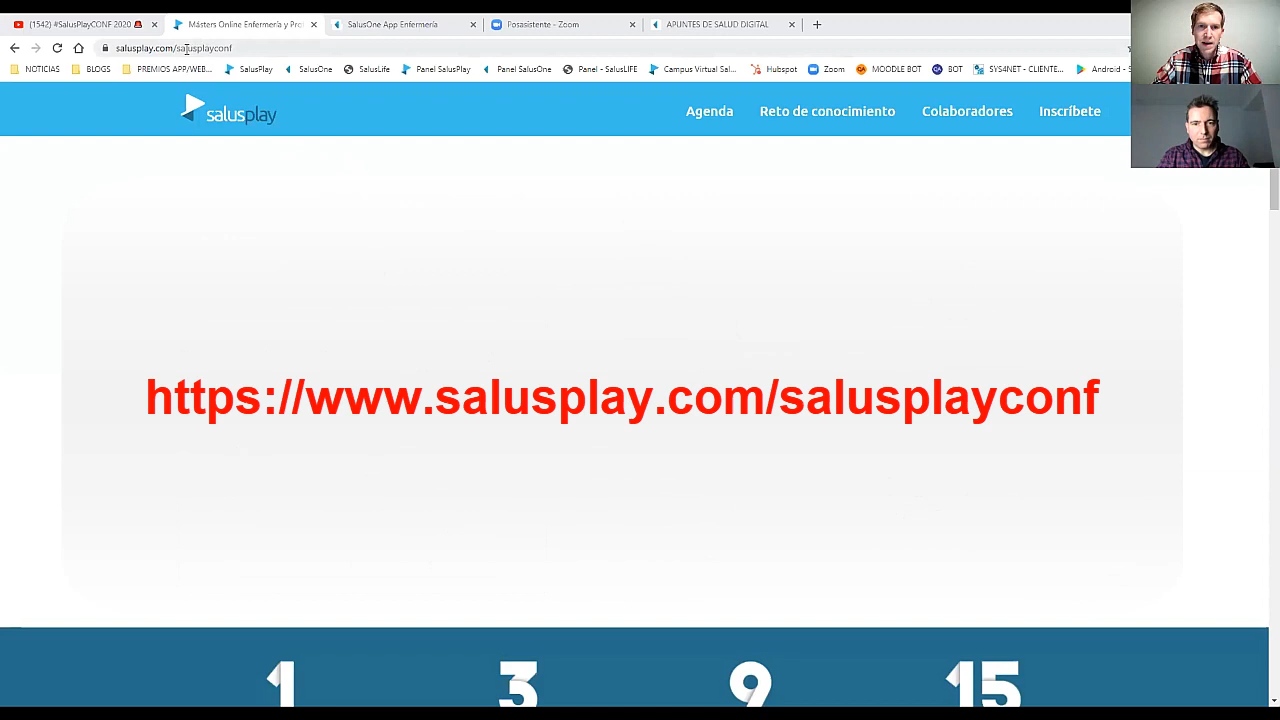 (1542) #SalusPlayCONF 2020
Másters Online Enfermería y Pro
SalusOne App Enfermería
Posasistente - Zoom
APUNTES DE SALUD DIGITAL
salusplay.com/salusplayconf
NOTICIAS
BLOGS
PREMIOS APP/WEB...
SalusPlay
SalusOne
SalusLife
Panel SalusPlay
Panel SalusOne
Panel - SalusLIFE
Campus Virtual Sal...
Hubspot
Zoom
MOODLE BOT
BOT
SYS4NET - CLIENTE...
Android - S
salusplay
Agenda
Reto de conocimiento
Colaboradores
Inscríbete
https://www.salusplay.com/salusplayconf
1 3 9 15